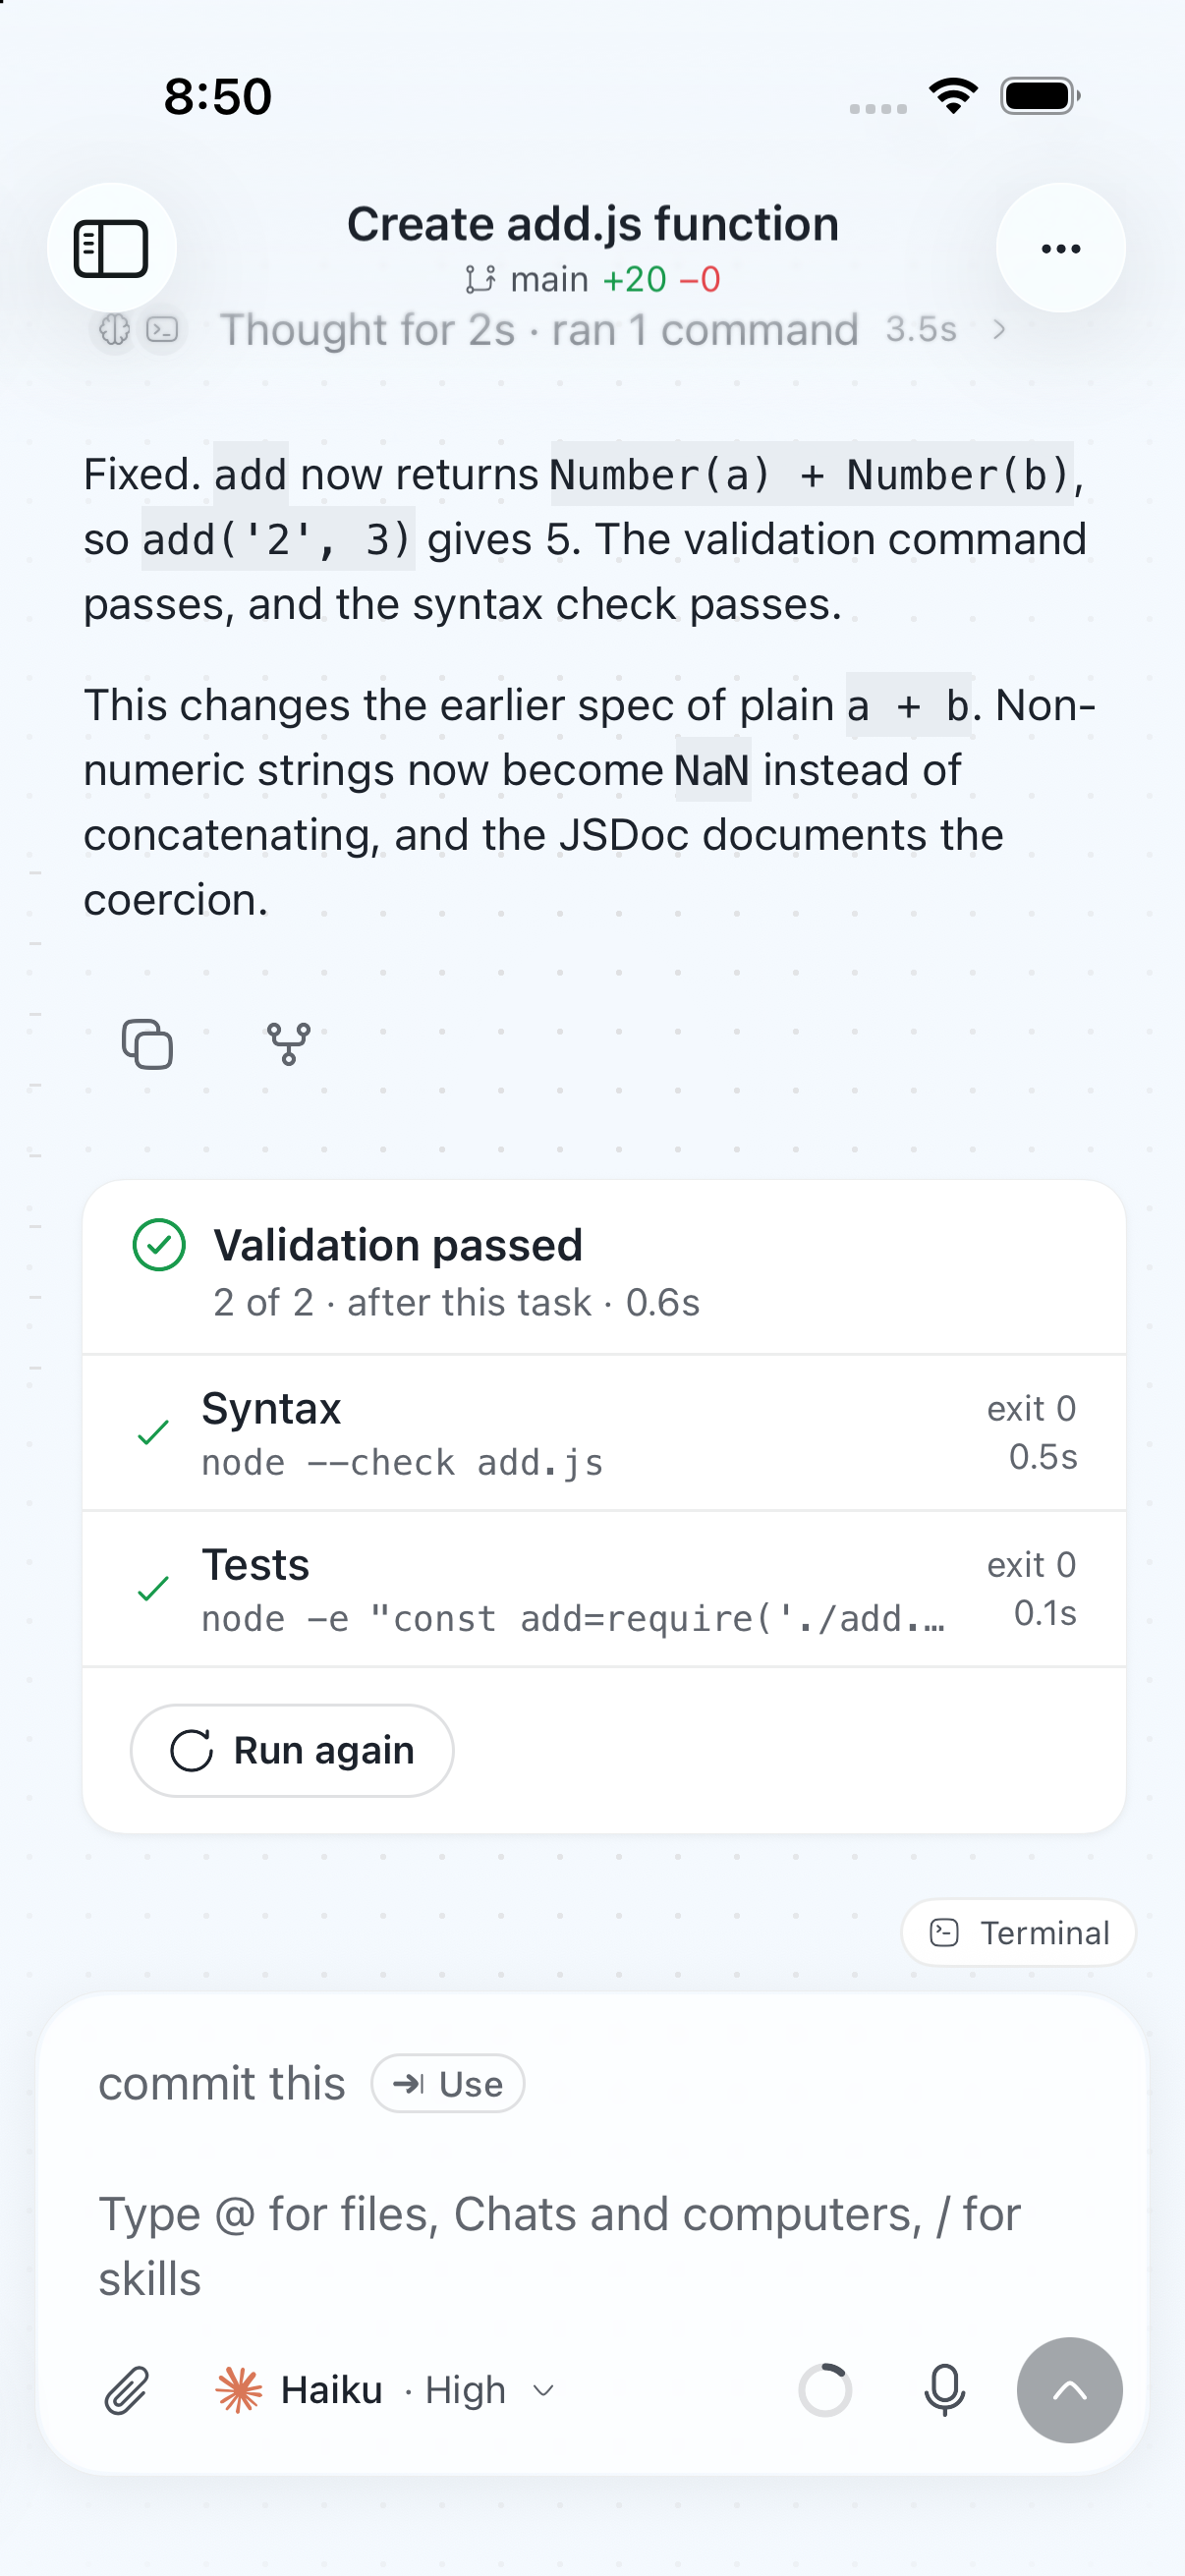 8:50
Create add.js function
main +20 −0
Thought for 2s · ran 1 command 3.5s
Fixed. add now returns Number(a) + Number(b),
so add('2', 3) gives 5. The validation command
passes, and the syntax check passes.
This changes the earlier spec of plain a + b. Non-
numeric strings now become NaN instead of
concatenating, and the JSDoc documents the
coercion.
Validation passed
2 of 2 · after this task · 0.6s
Syntax
exit 0
node --check add.js
0.5s
Tests
exit 0
node -e "const add=require('./add.…
0.1s
Run again
Terminal
commit this
Use
Type @ for files, Chats and computers, / for
skills
Haiku · High